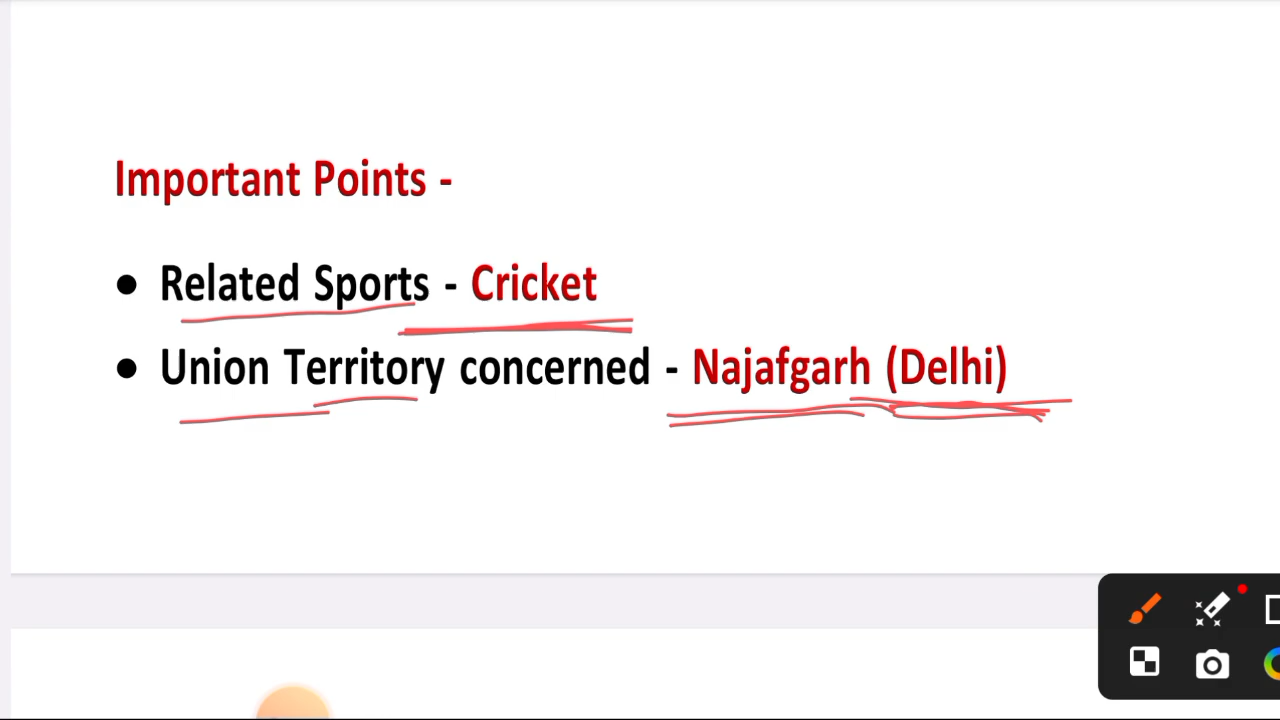 Important Points -
● Related Sports - Cricket
● Union Territory concerned - Najafgarh (Delhi)